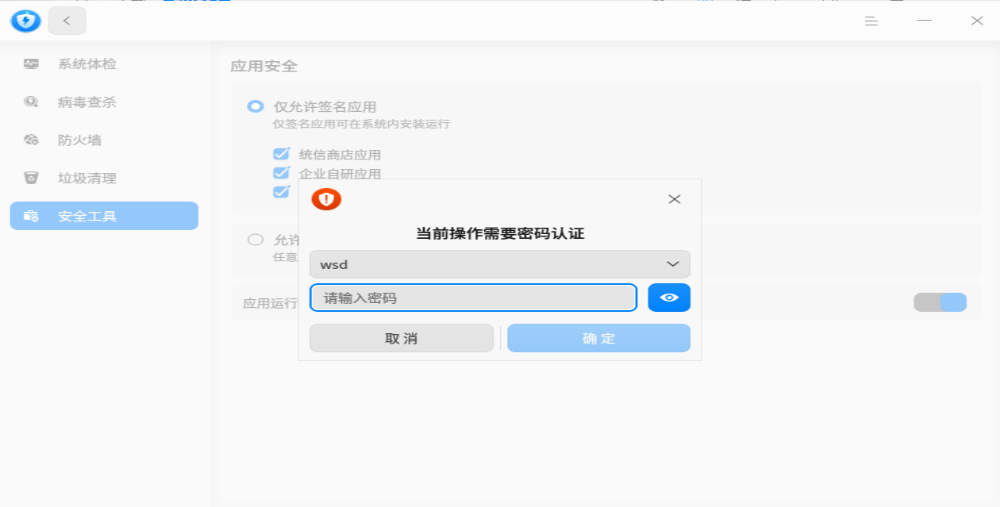 系统体检
病毒查杀
防火墙
垃圾清理
安全工具
应用安全
仅允许签名应用
仅签名应用可在系统内安装运行
统信商店应用
企业自研应用
允许
任意
应用运行
当前操作需要密码认证
wsd
请输入密码
取 消
确 定